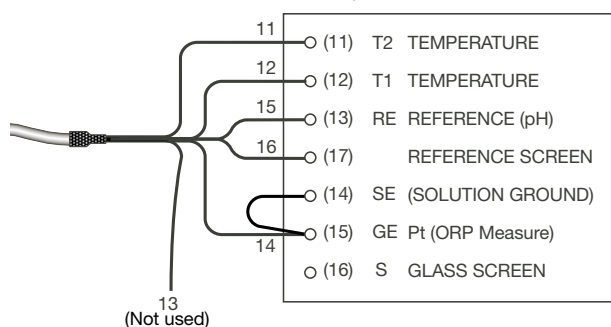 11 (11) T2 TEMPERATURE
12 (12) T1 TEMPERATURE
15 (13) RE REFERENCE (pH)
16 (17) REFERENCE SCREEN
(14) SE (SOLUTION GROUND)
14 (15) GE Pt (ORP Measure)
(16) S GLASS SCREEN
13
(Not used)